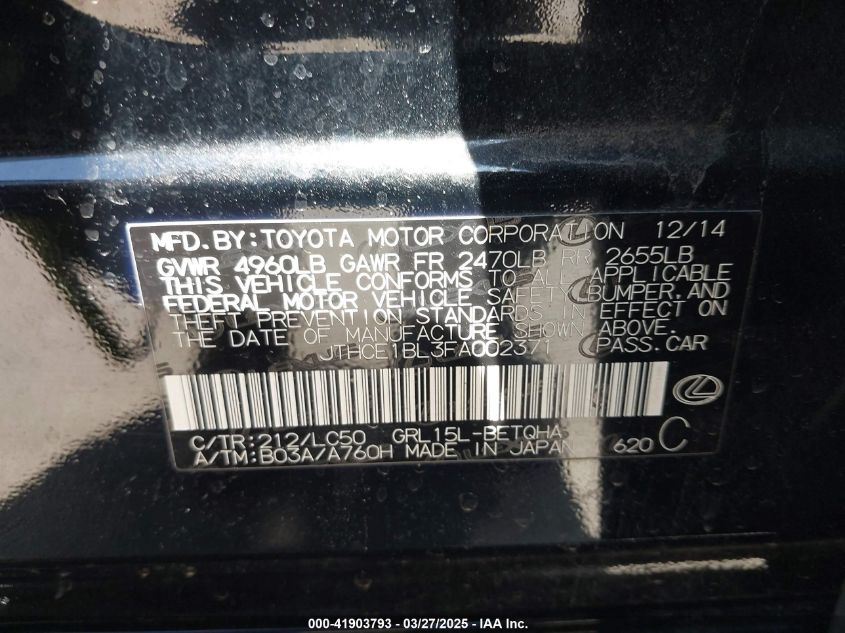 MFD. BY: TOYOTA MOTOR CORPORATION 12/14
GVWR 4960LB GAWR FR 2470LB RR 2655LB
THIS VEHICLE CONFORMS TO ALL APPLICABLE
FEDERAL MOTOR VEHICLE SAFETY, BUMPER, AND
THEFT PREVENTION STANDARDS IN EFFECT ON
THE DATE OF MANUFACTURE SHOWN ABOVE.
JTHCE1BL3FA002371 PASS. CAR
C/TR: 212/LC50 GRL15L-BETQHA
A/TM: B03A/A760H MADE IN JAPAN 620 C
000-41903793 - 03/27/2025 - IAA Inc.